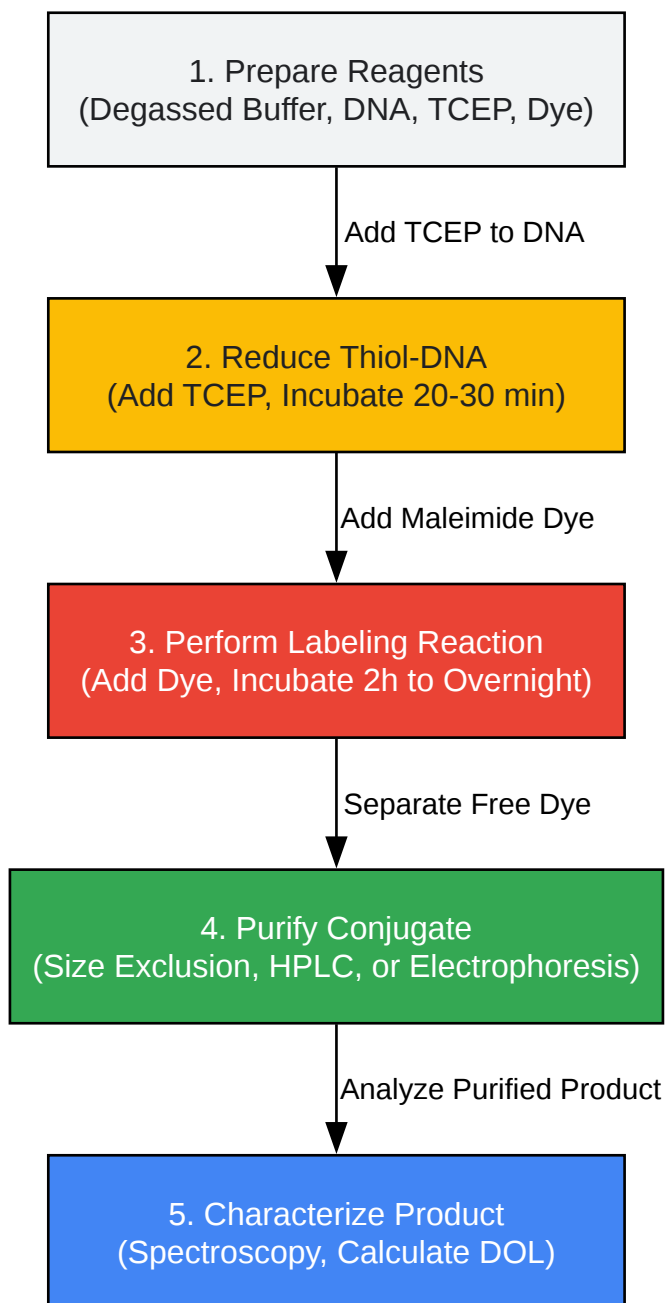 1. Prepare Reagents
(Degassed Buffer, DNA, TCEP, Dye)
Add TCEP to DNA
2. Reduce Thiol-DNA
(Add TCEP, Incubate 20-30 min)
Add Maleimide Dye
3. Perform Labeling Reaction
(Add Dye, Incubate 2h to Overnight)
Separate Free Dye
4. Purify Conjugate
(Size Exclusion, HPLC, or Electrophoresis)
Analyze Purified Product
5. Characterize Product
(Spectroscopy, Calculate DOL)